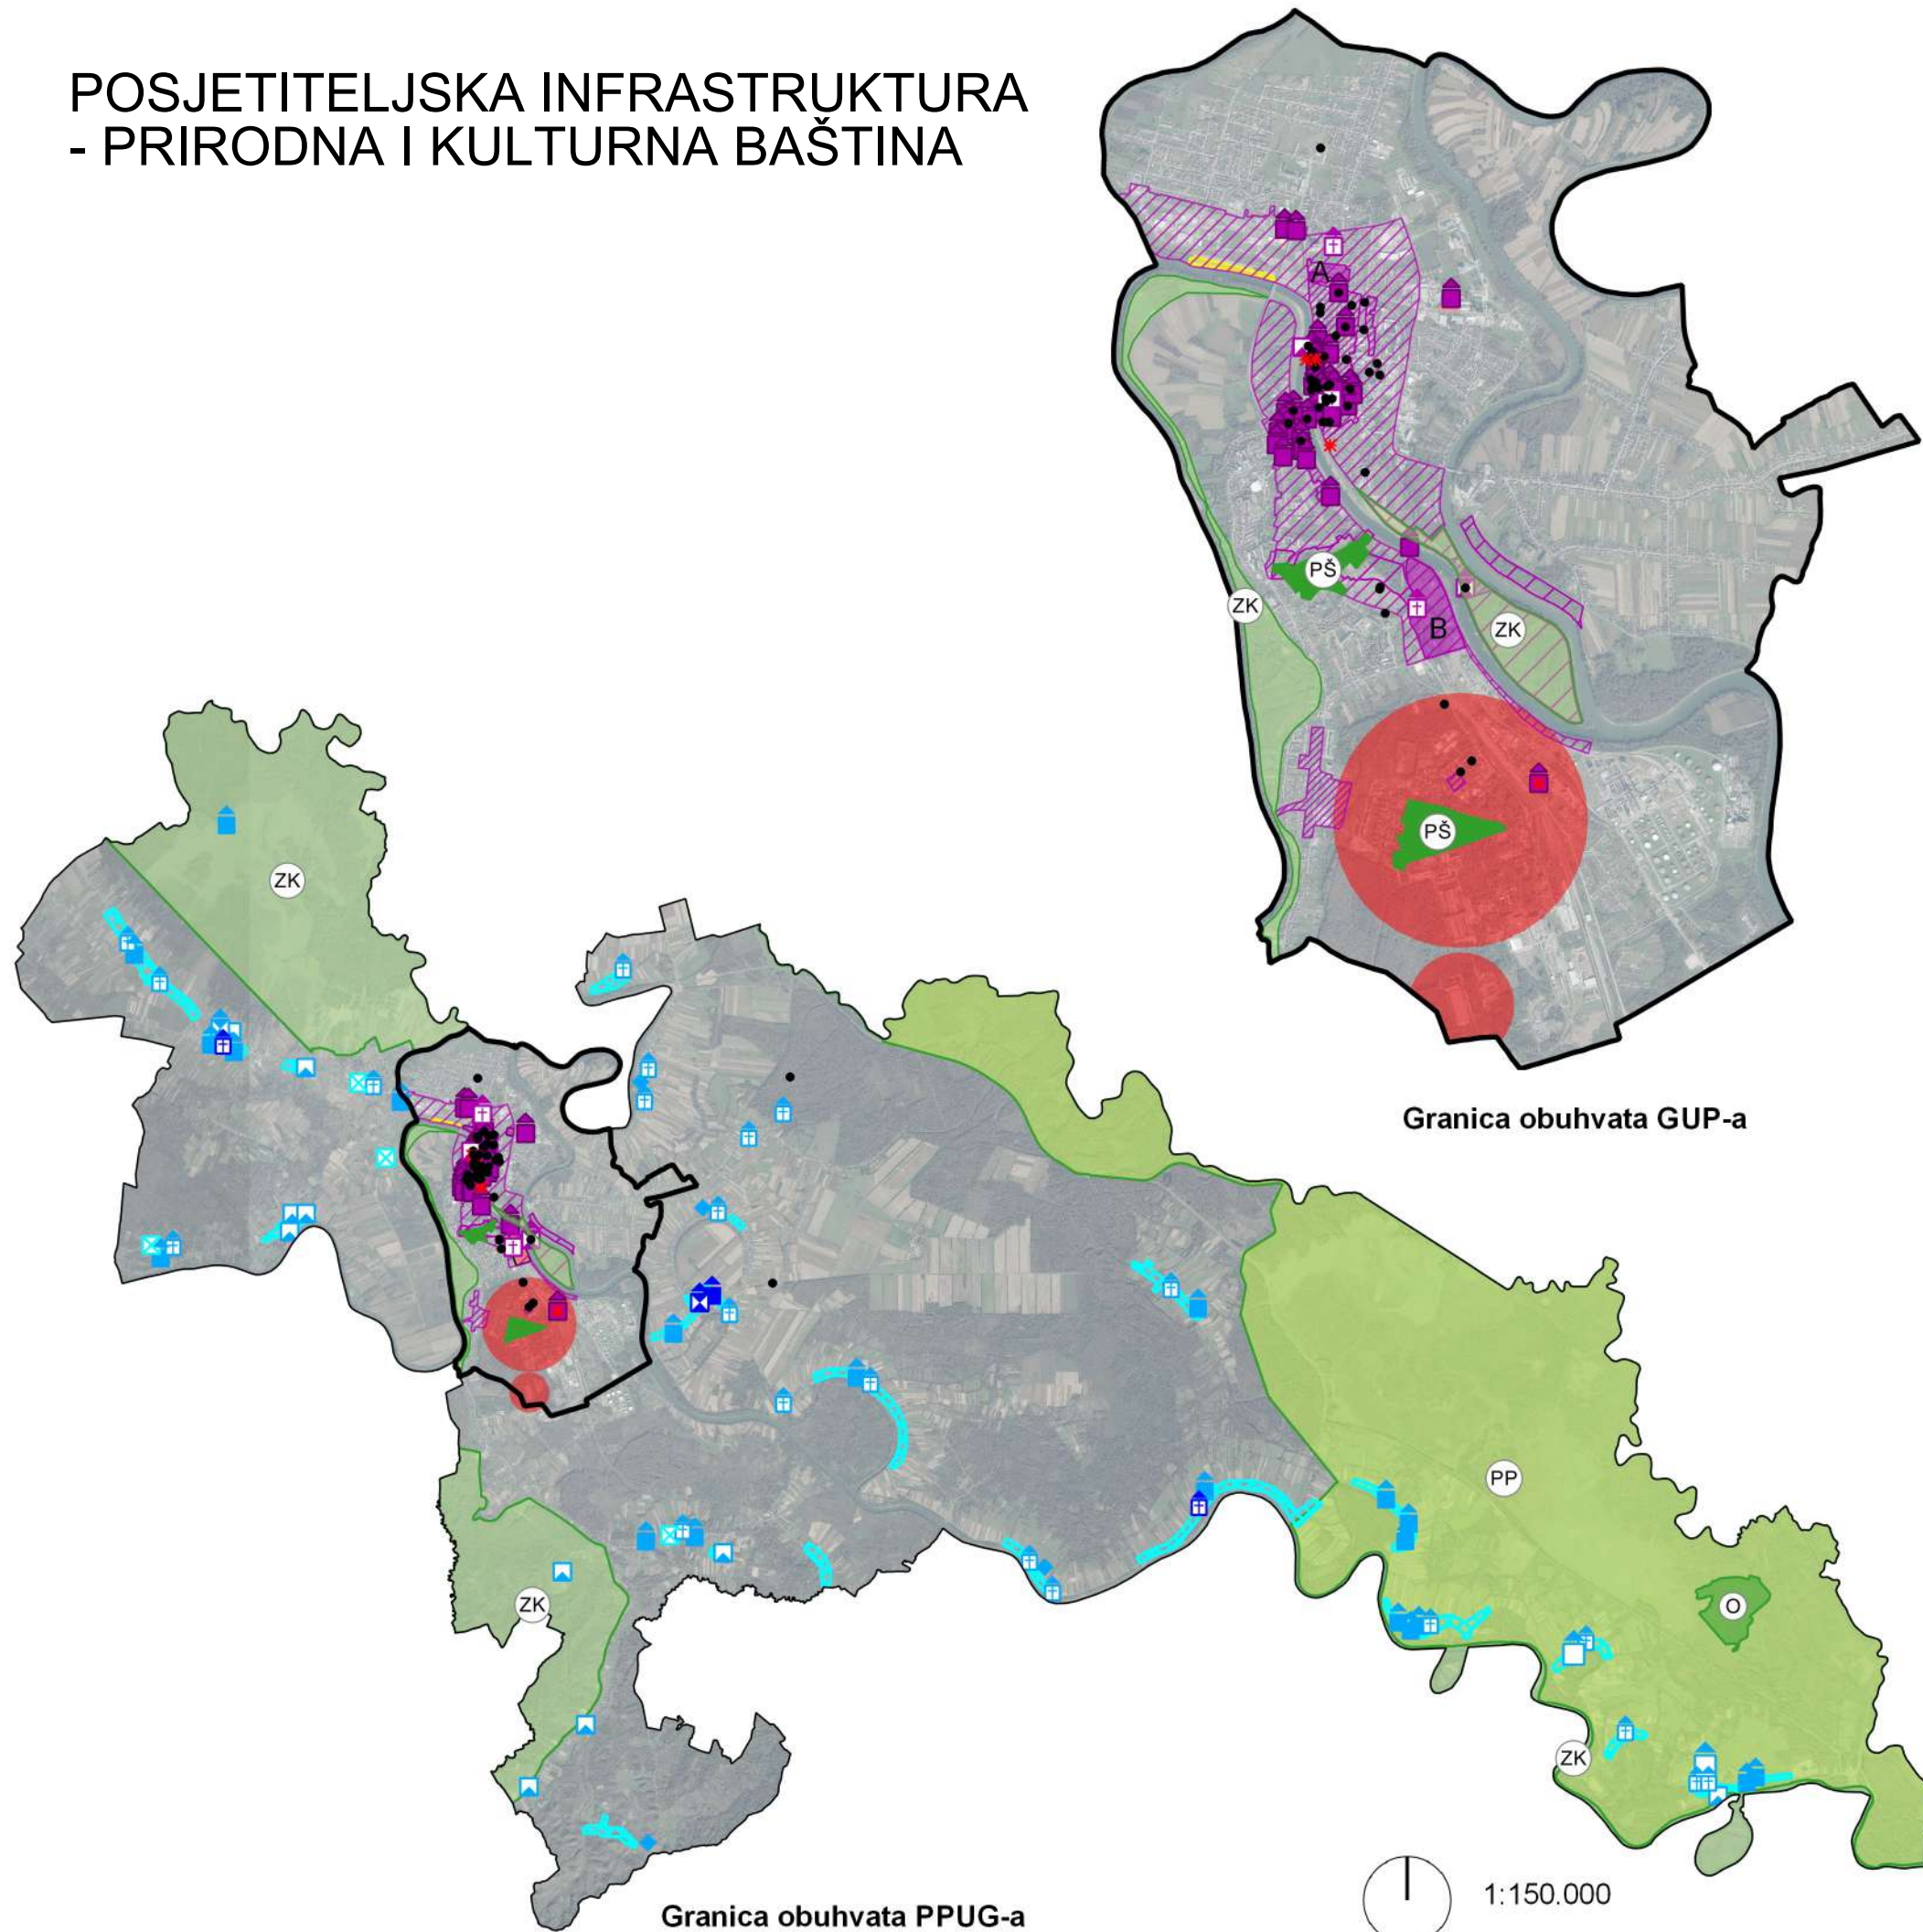 POSJETITELJSKA INFRASTRUKTURA
- PRIRODNA I KULTURNA BAŠTINA
A
PŠ
ZK
B
ZK
PŠ
Granica obuhvata GUP-a
ZK
PP
ZK
O
ZK
1:150.000
Granica obuhvata PPUG-a